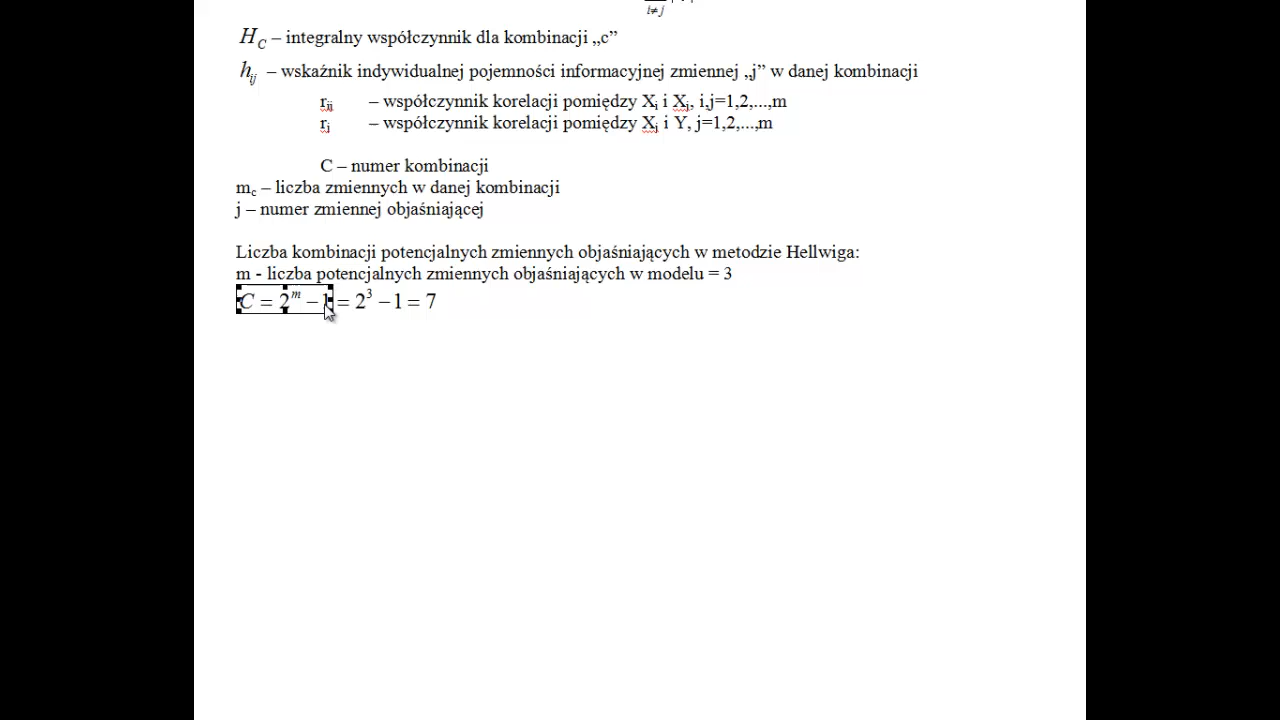 i≠j
H_C – integralny współczynnik dla kombinacji „c”
h_ij – wskaźnik indywidualnej pojemności informacyjnej zmiennej „j” w danej kombinacji
r_ij – współczynnik korelacji pomiędzy X_i i X_j, i,j=1,2,...,m
r_j – współczynnik korelacji pomiędzy X_j i Y, j=1,2,...,m
C – numer kombinacji
m_c – liczba zmiennych w danej kombinacji
j – numer zmiennej objaśniającej
Liczba kombinacji potencjalnych zmiennych objaśniających w metodzie Hellwiga:
m - liczba potencjalnych zmiennych objaśniających w modelu = 3
C = 2^m − 1 = 2^3 − 1 = 7